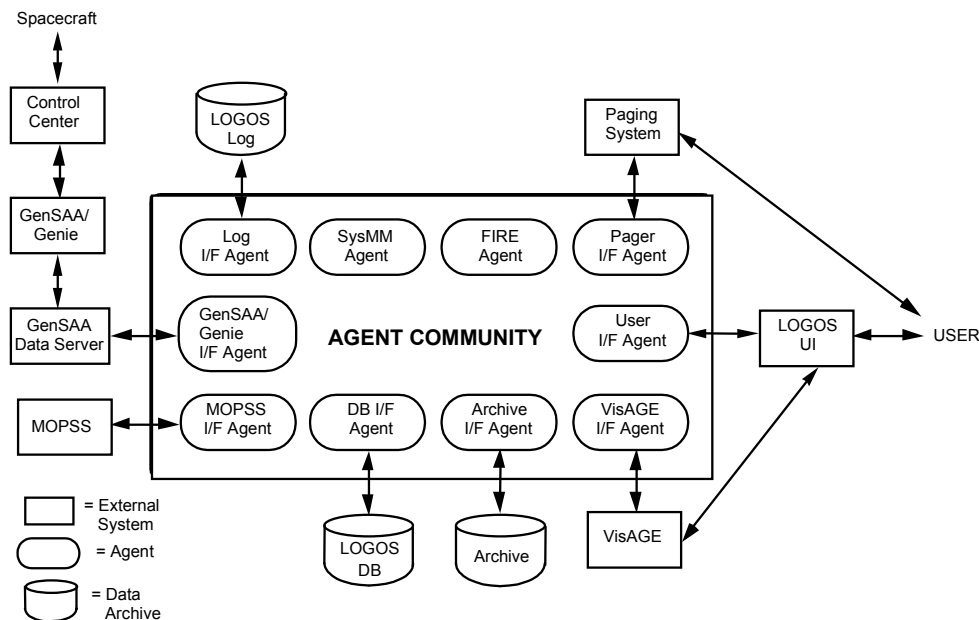 Spacecraft
Control
Center
GenSAA/
Genie
GenSAA
Data Server
MOPSS
LOGOS
Log
Paging
System
Log
I/F Agent
SysMM
Agent
FIRE
Agent
Pager
I/F Agent
GenSAA/
Genie
I/F Agent
AGENT COMMUNITY
User
I/F Agent
LOGOS
UI
USER
MOPSS
I/F Agent
DB I/F
Agent
Archive
I/F Agent
VisAGE
I/F Agent
LOGOS
DB
Archive
VisAGE
= External
System
= Agent
= Data
Archive